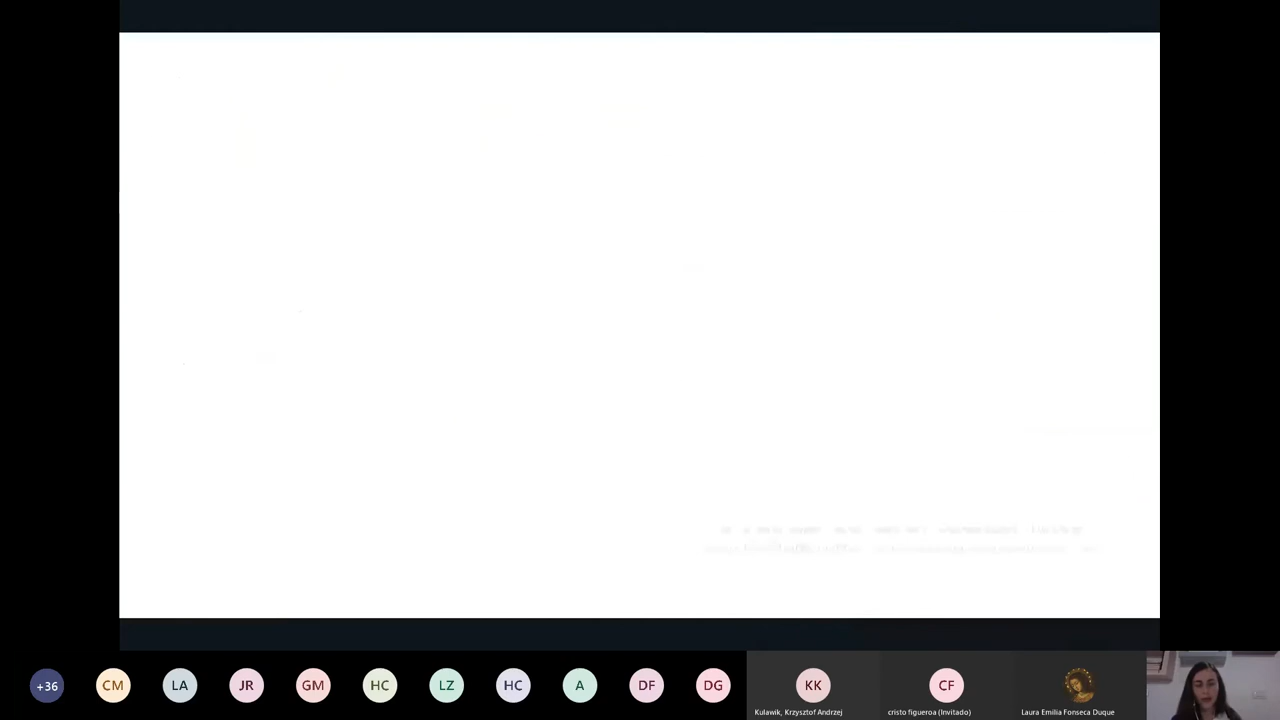 +36
CM
LA
JR
GM
HC
LZ
HC
A
DF
DG
KK
CF
Kulawik, Krzysztof Andrzej
cristo figueroa (Invitado)
Laura Emilia Fonseca Duque